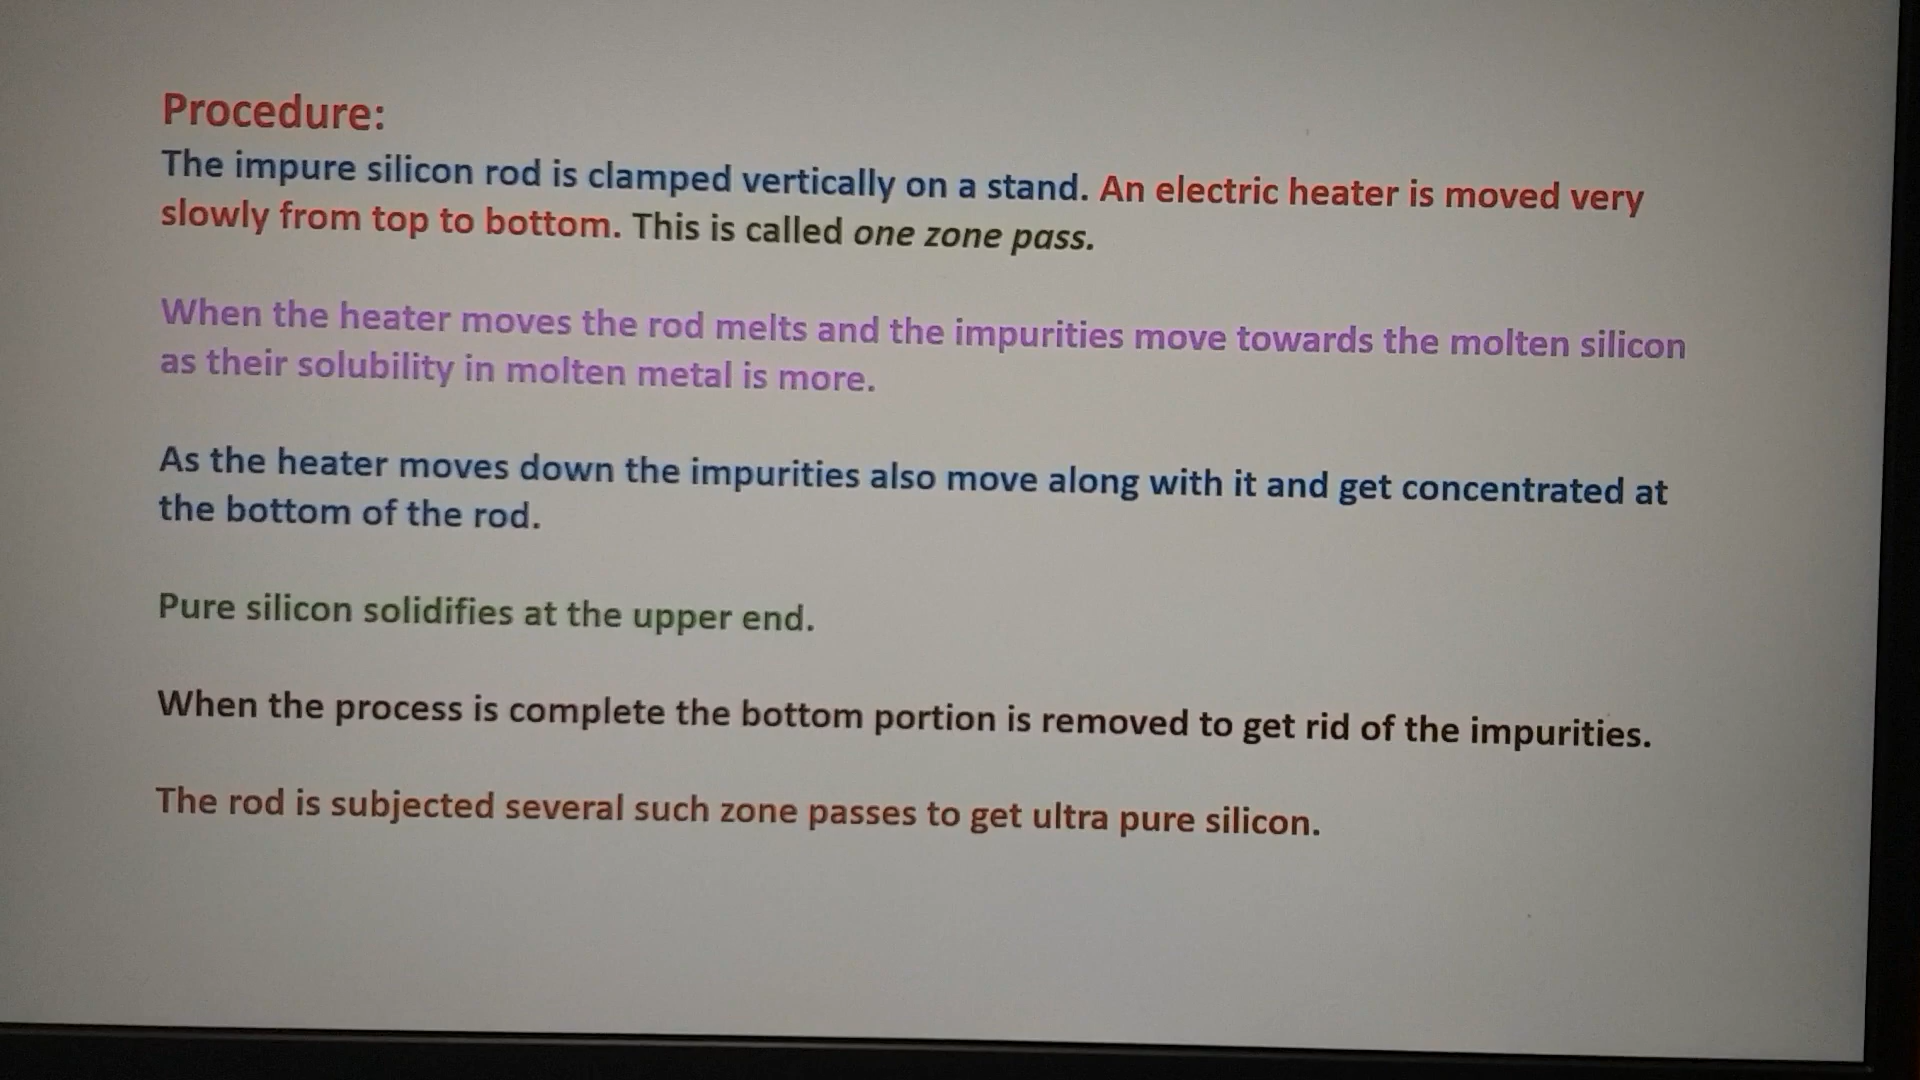 Procedure:
The impure silicon rod is clamped vertically on a stand. An electric heater is moved very
slowly from top to bottom. This is called one zone pass.
When the heater moves the rod melts and the impurities move towards the molten silicon
as their solubility in molten metal is more.
As the heater moves down the impurities also move along with it and get concentrated at
the bottom of the rod.
Pure silicon solidifies at the upper end.
When the process is complete the bottom portion is removed to get rid of the impurities.
The rod is subjected several such zone passes to get ultra pure silicon.